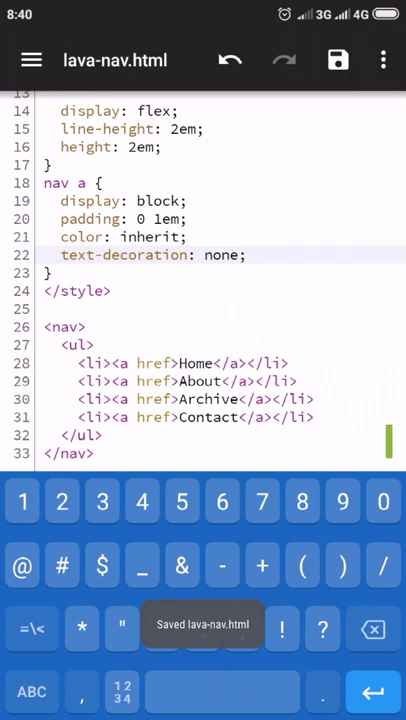 8:40 3G 4G
lava-nav.html
13
14 display: flex;
15 line-height: 2em;
16 height: 2em;
17 }
18 nav a {
19 display: block;
20 padding: 0 1em;
21 color: inherit;
22 text-decoration: none;
23 }
24 </style>
25
26 <nav>
27 <ul>
28 <li><a href>Home</a></li>
29 <li><a href>About</a></li>
30 <li><a href>Archive</a></li>
31 <li><a href>Contact</a></li>
32 </ul>
33 </nav>
1 2 3 4 5 6 7 8 9 0
@ # $ _ & - + ( ) /
=\< * " ! ?
Saved lava-nav.html
ABC , 12 .
34